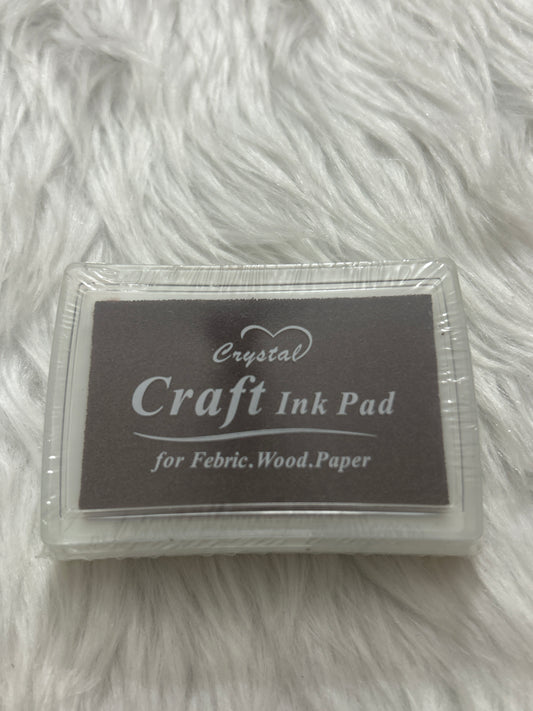 Crystal
Craft Ink Pad
for Febric.Wood.Paper